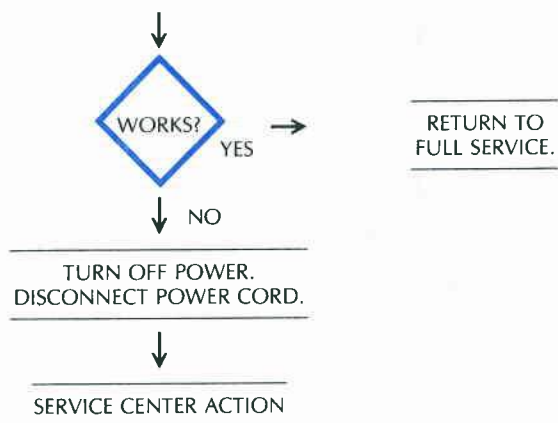 WORKS?
YES
RETURN TO
FULL SERVICE.
NO
TURN OFF POWER.
DISCONNECT POWER CORD.
SERVICE CENTER ACTION